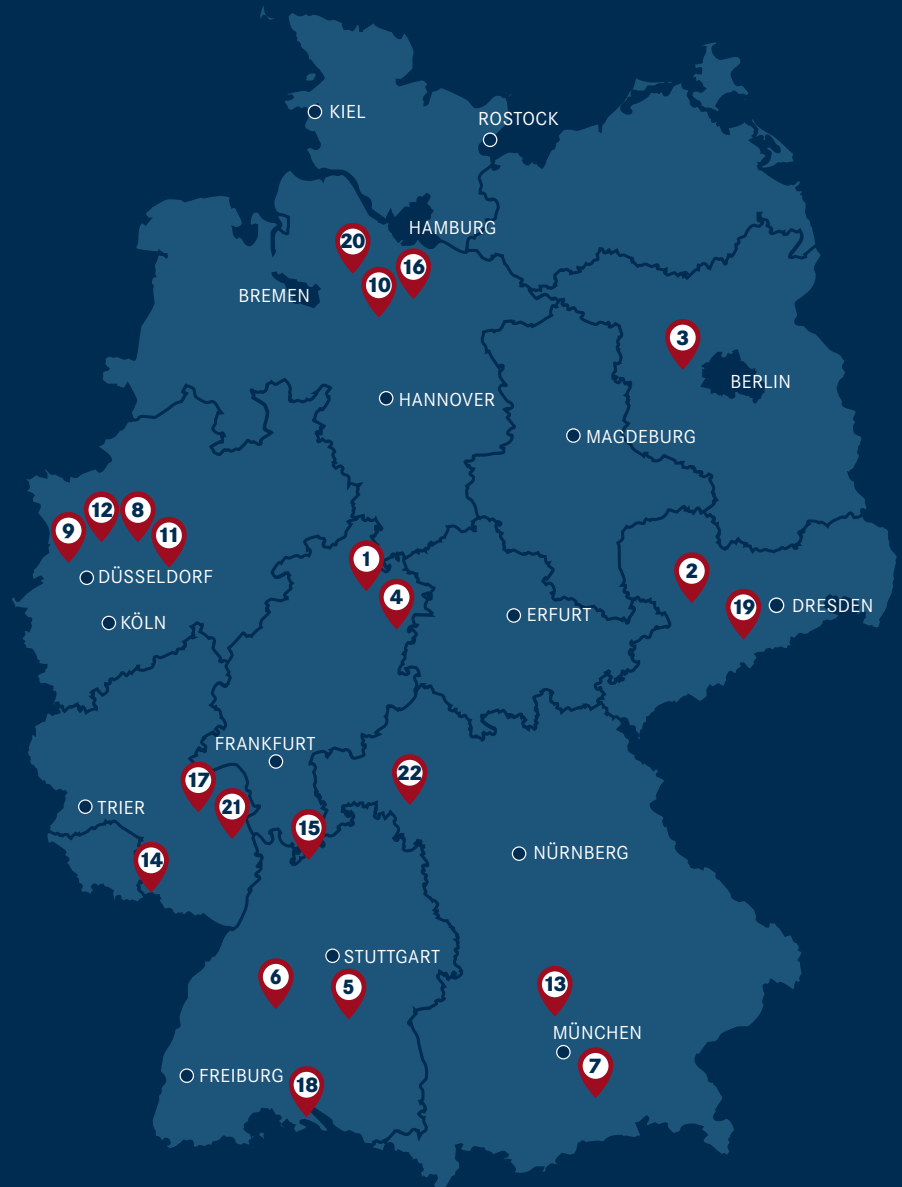 KIEL
ROSTOCK
HAMBURG
20
16
10
BREMEN
3
BERLIN
HANNOVER
MAGDEBURG
12
8
9
11
1
2
DÜSSELDORF
4
19
DRESDEN
ERFURT
KÖLN
FRANKFURT
22
17
21
TRIER
15
NÜRNBERG
14
STUTTGART
6
13
5
MÜNCHEN
7
FREIBURG
18